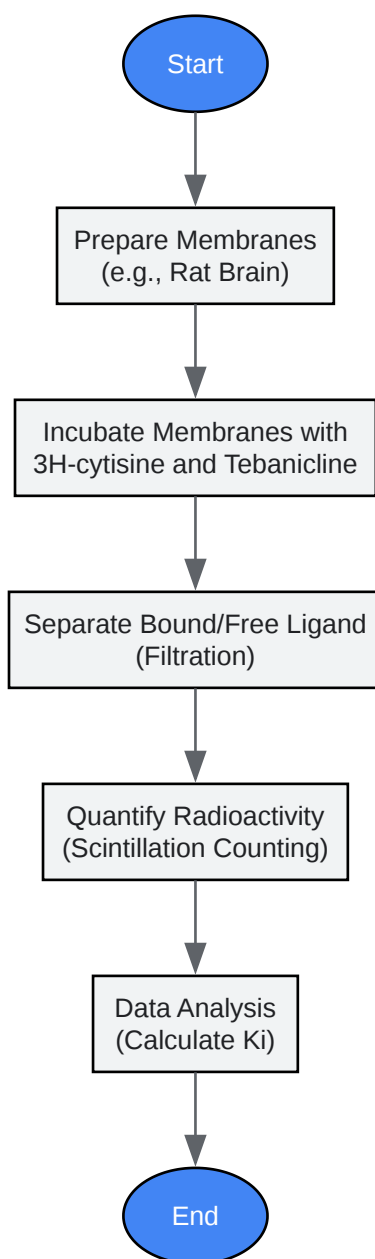 Start
Prepare Membranes
(e.g., Rat Brain)
Incubate Membranes with
3H-cytisine and Tebanicline
Separate Bound/Free Ligand
(Filtration)
Quantify Radioactivity
(Scintillation Counting)
Data Analysis
(Calculate Ki)
End